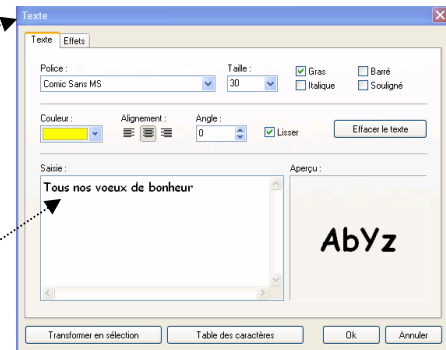 Texte
Texte Effets
Police : Taille :
Comic Sans MS 30 Gras Barré
Italique Souligné
Couleur : Alignement : Angle :
0 Lisser Effacer le texte
Saisie : Aperçu :
Tous nos voeux de bonheur
AbYz
Transformer en sélection Table des caractères Ok Annuler